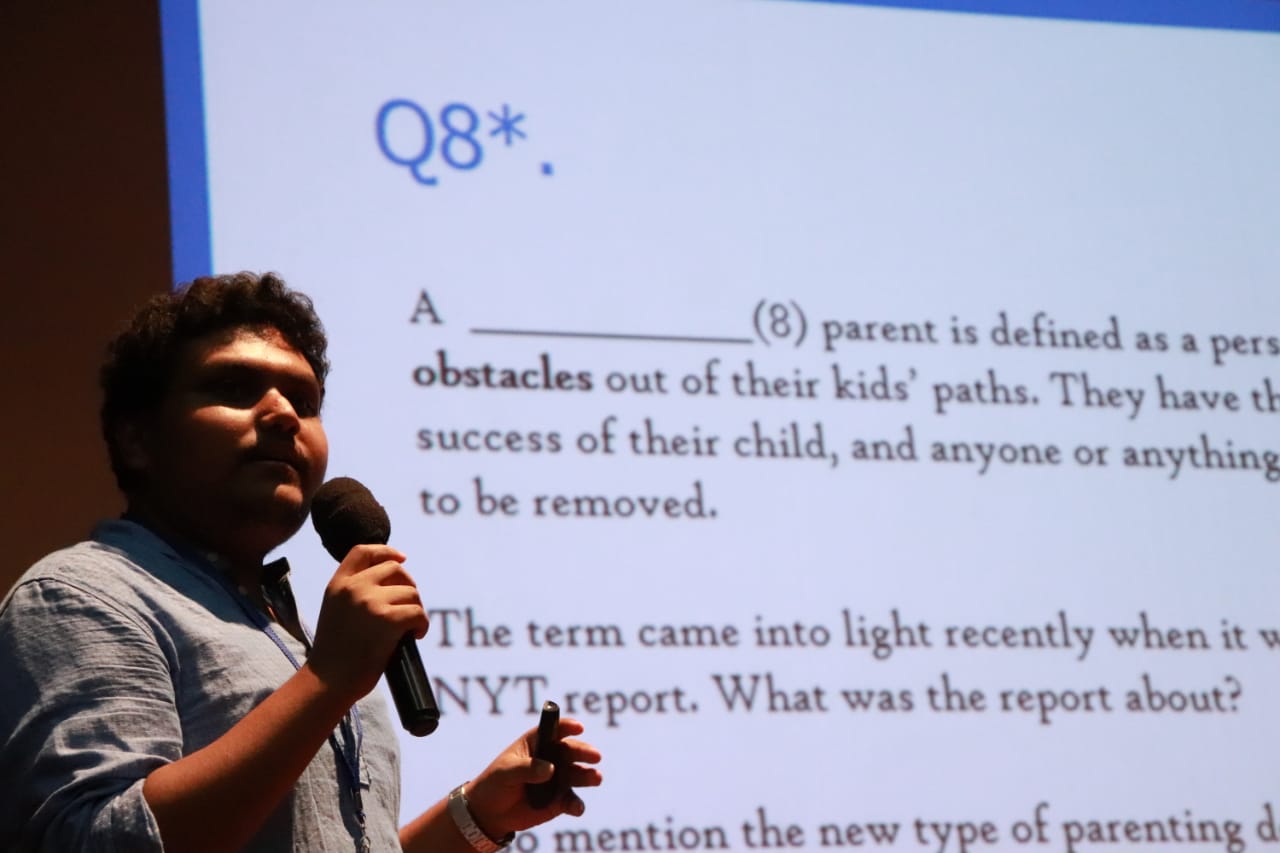 Q8*.
A ____________(8) parent is defined as a
obstacles out of their kids' paths. They have
success of their child, and anyone or anything
to be removed.
The term came into light recently when it
NYT report. What was the report about?
mention the new type of parenting